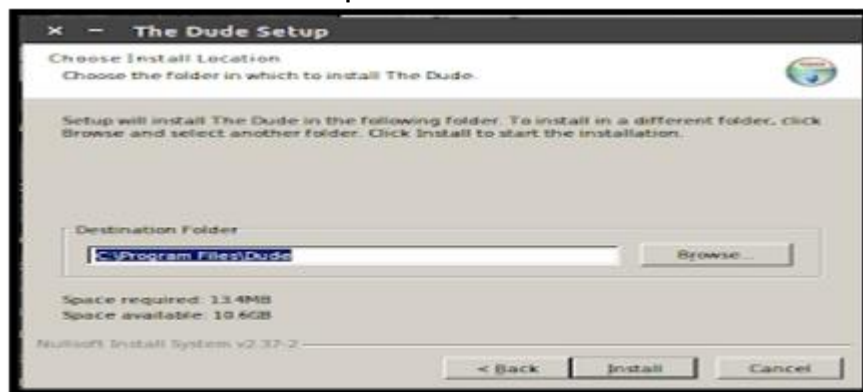 The Dude Setup
Choose Install Location
Choose the folder in which to install The Dude.
Setup will install The Dude in the following folder. To install in a different folder, click
Browse and select another folder. Click Install to start the installation.
Destination Folder
C:\Program Files\Dude
Browse...
Space required: 13.4MB
Space available: 10.6GB
Nullsoft Install System v2.37-2
< Back
Install
Cancel